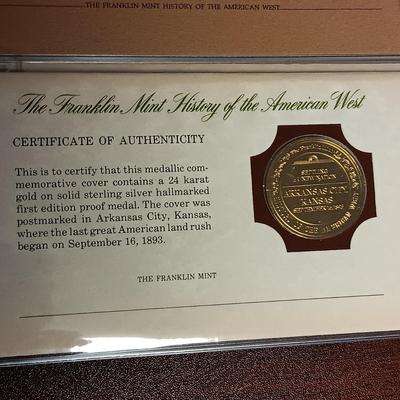 THE FRANKLIN MINT HISTORY OF THE AMERICAN WEST
The Franklin Mint History of the American West
CERTIFICATE OF AUTHENTICITY
This is to certify that this medallic com-
memorative cover contains a 24 karat
gold on solid sterling silver hallmarked
first edition proof medal. The cover was
postmarked in Arkansas City, Kansas,
where the last great American land rush
began on September 16, 1893.
THE FRANKLIN MINT
ARKANSAS CITY,
KANSAS